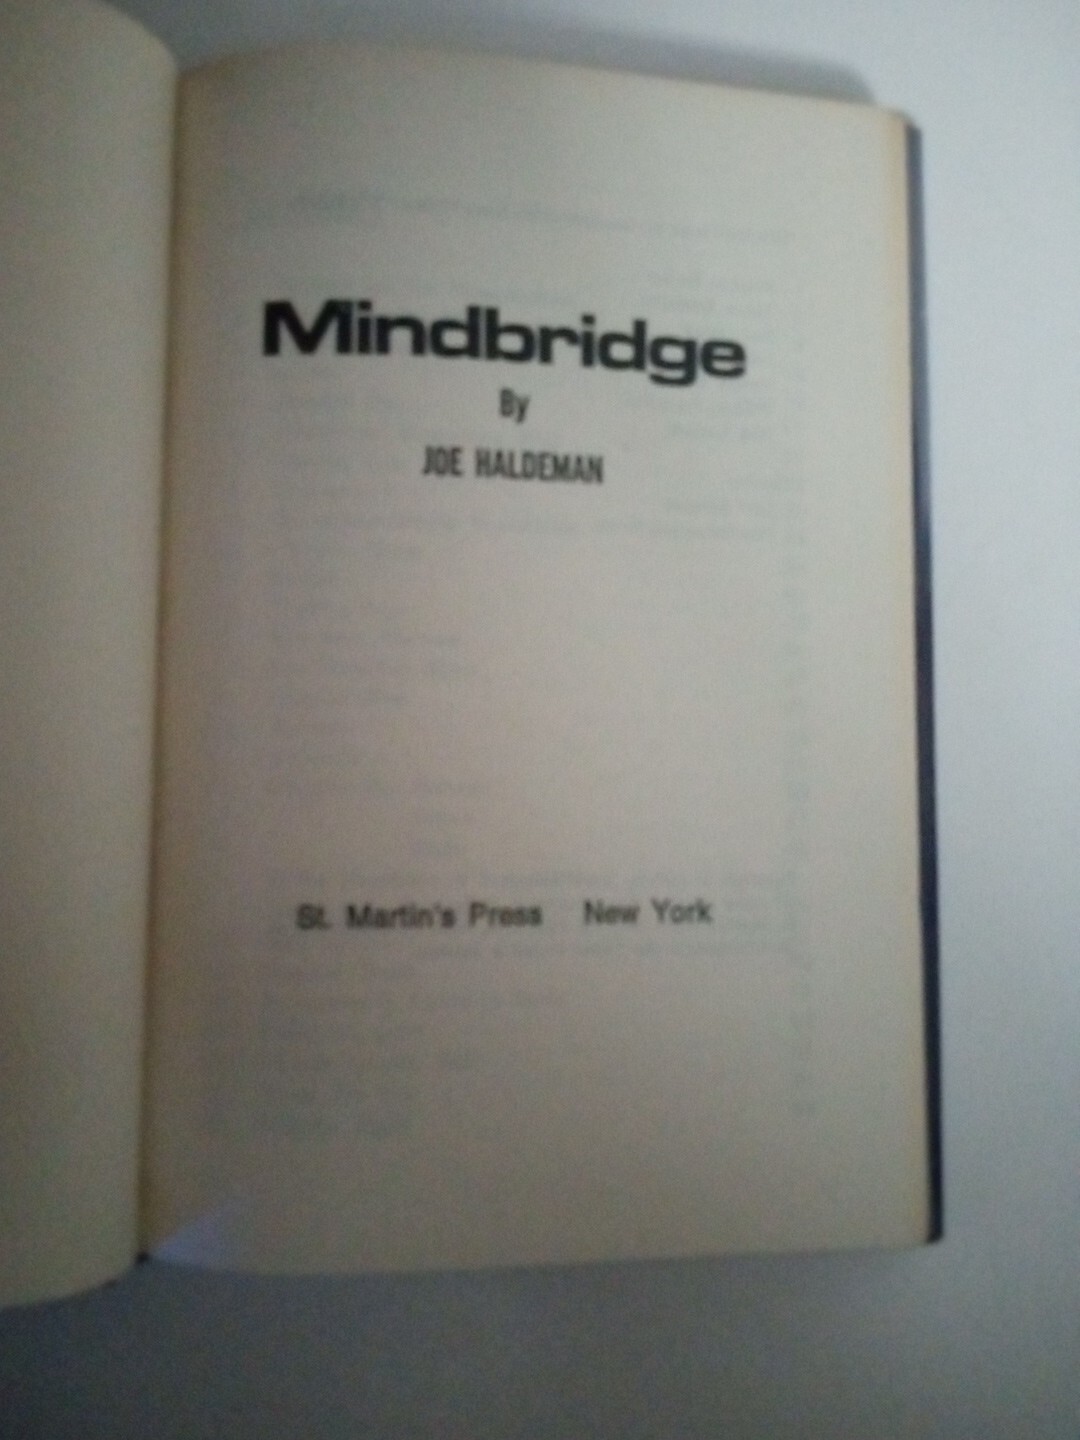 Mindbridge
By
JOE HALDEMAN
St. Martin's Press New York